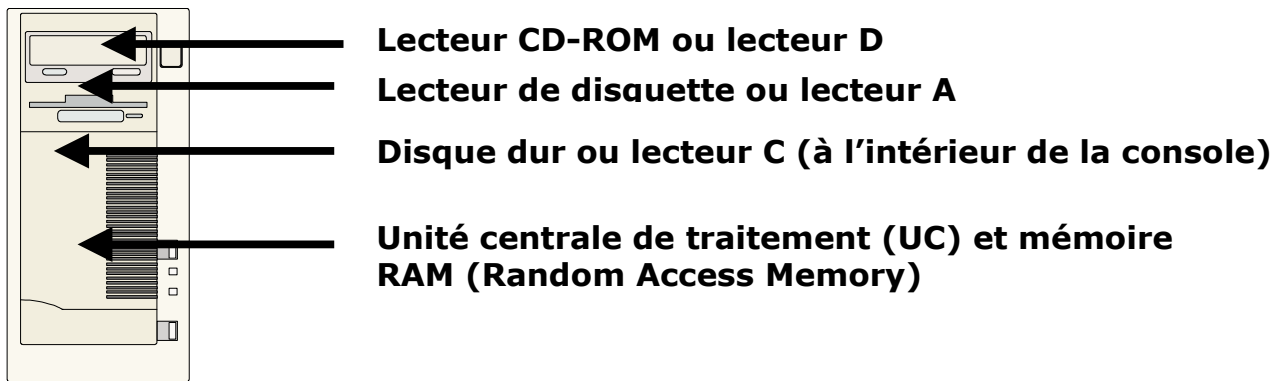 Lecteur CD-ROM ou lecteur D
Lecteur de disquette ou lecteur A
Disque dur ou lecteur C (à l’intérieur de la console)
Unité centrale de traitement (UC) et mémoire
RAM (Random Access Memory)